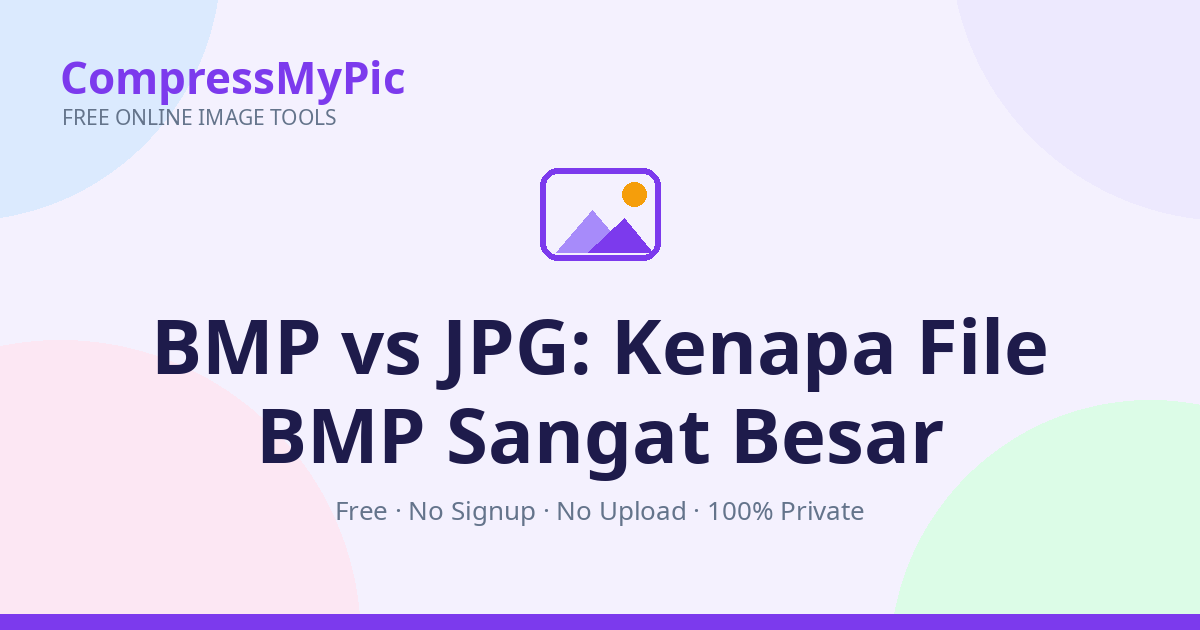 CompressMyPic
FREE ONLINE IMAGE TOOLS
BMP vs JPG: Kenapa File
BMP Sangat Besar
Free · No Signup · No Upload · 100% Private